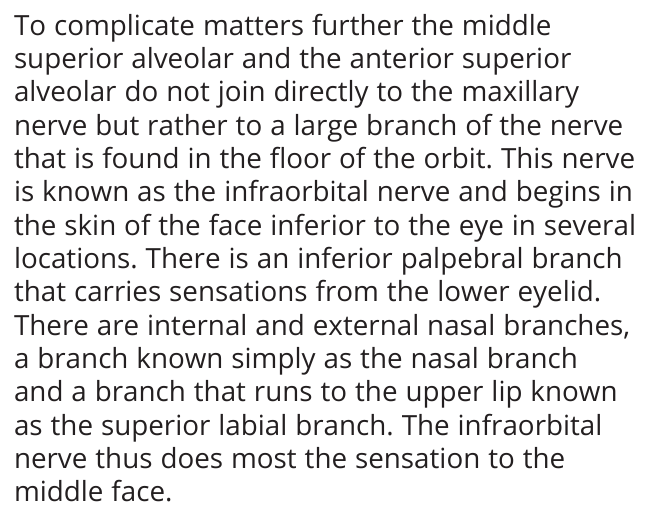 To complicate matters further the middle
superior alveolar and the anterior superior
alveolar do not join directly to the maxillary
nerve but rather to a large branch of the nerve
that is found in the floor of the orbit. This nerve
is known as the infraorbital nerve and begins in
the skin of the face inferior to the eye in several
locations. There is an inferior palpebral branch
that carries sensations from the lower eyelid.
There are internal and external nasal branches,
a branch known simply as the nasal branch
and a branch that runs to the upper lip known
as the superior labial branch. The infraorbital
nerve thus does most the sensation to the
middle face.